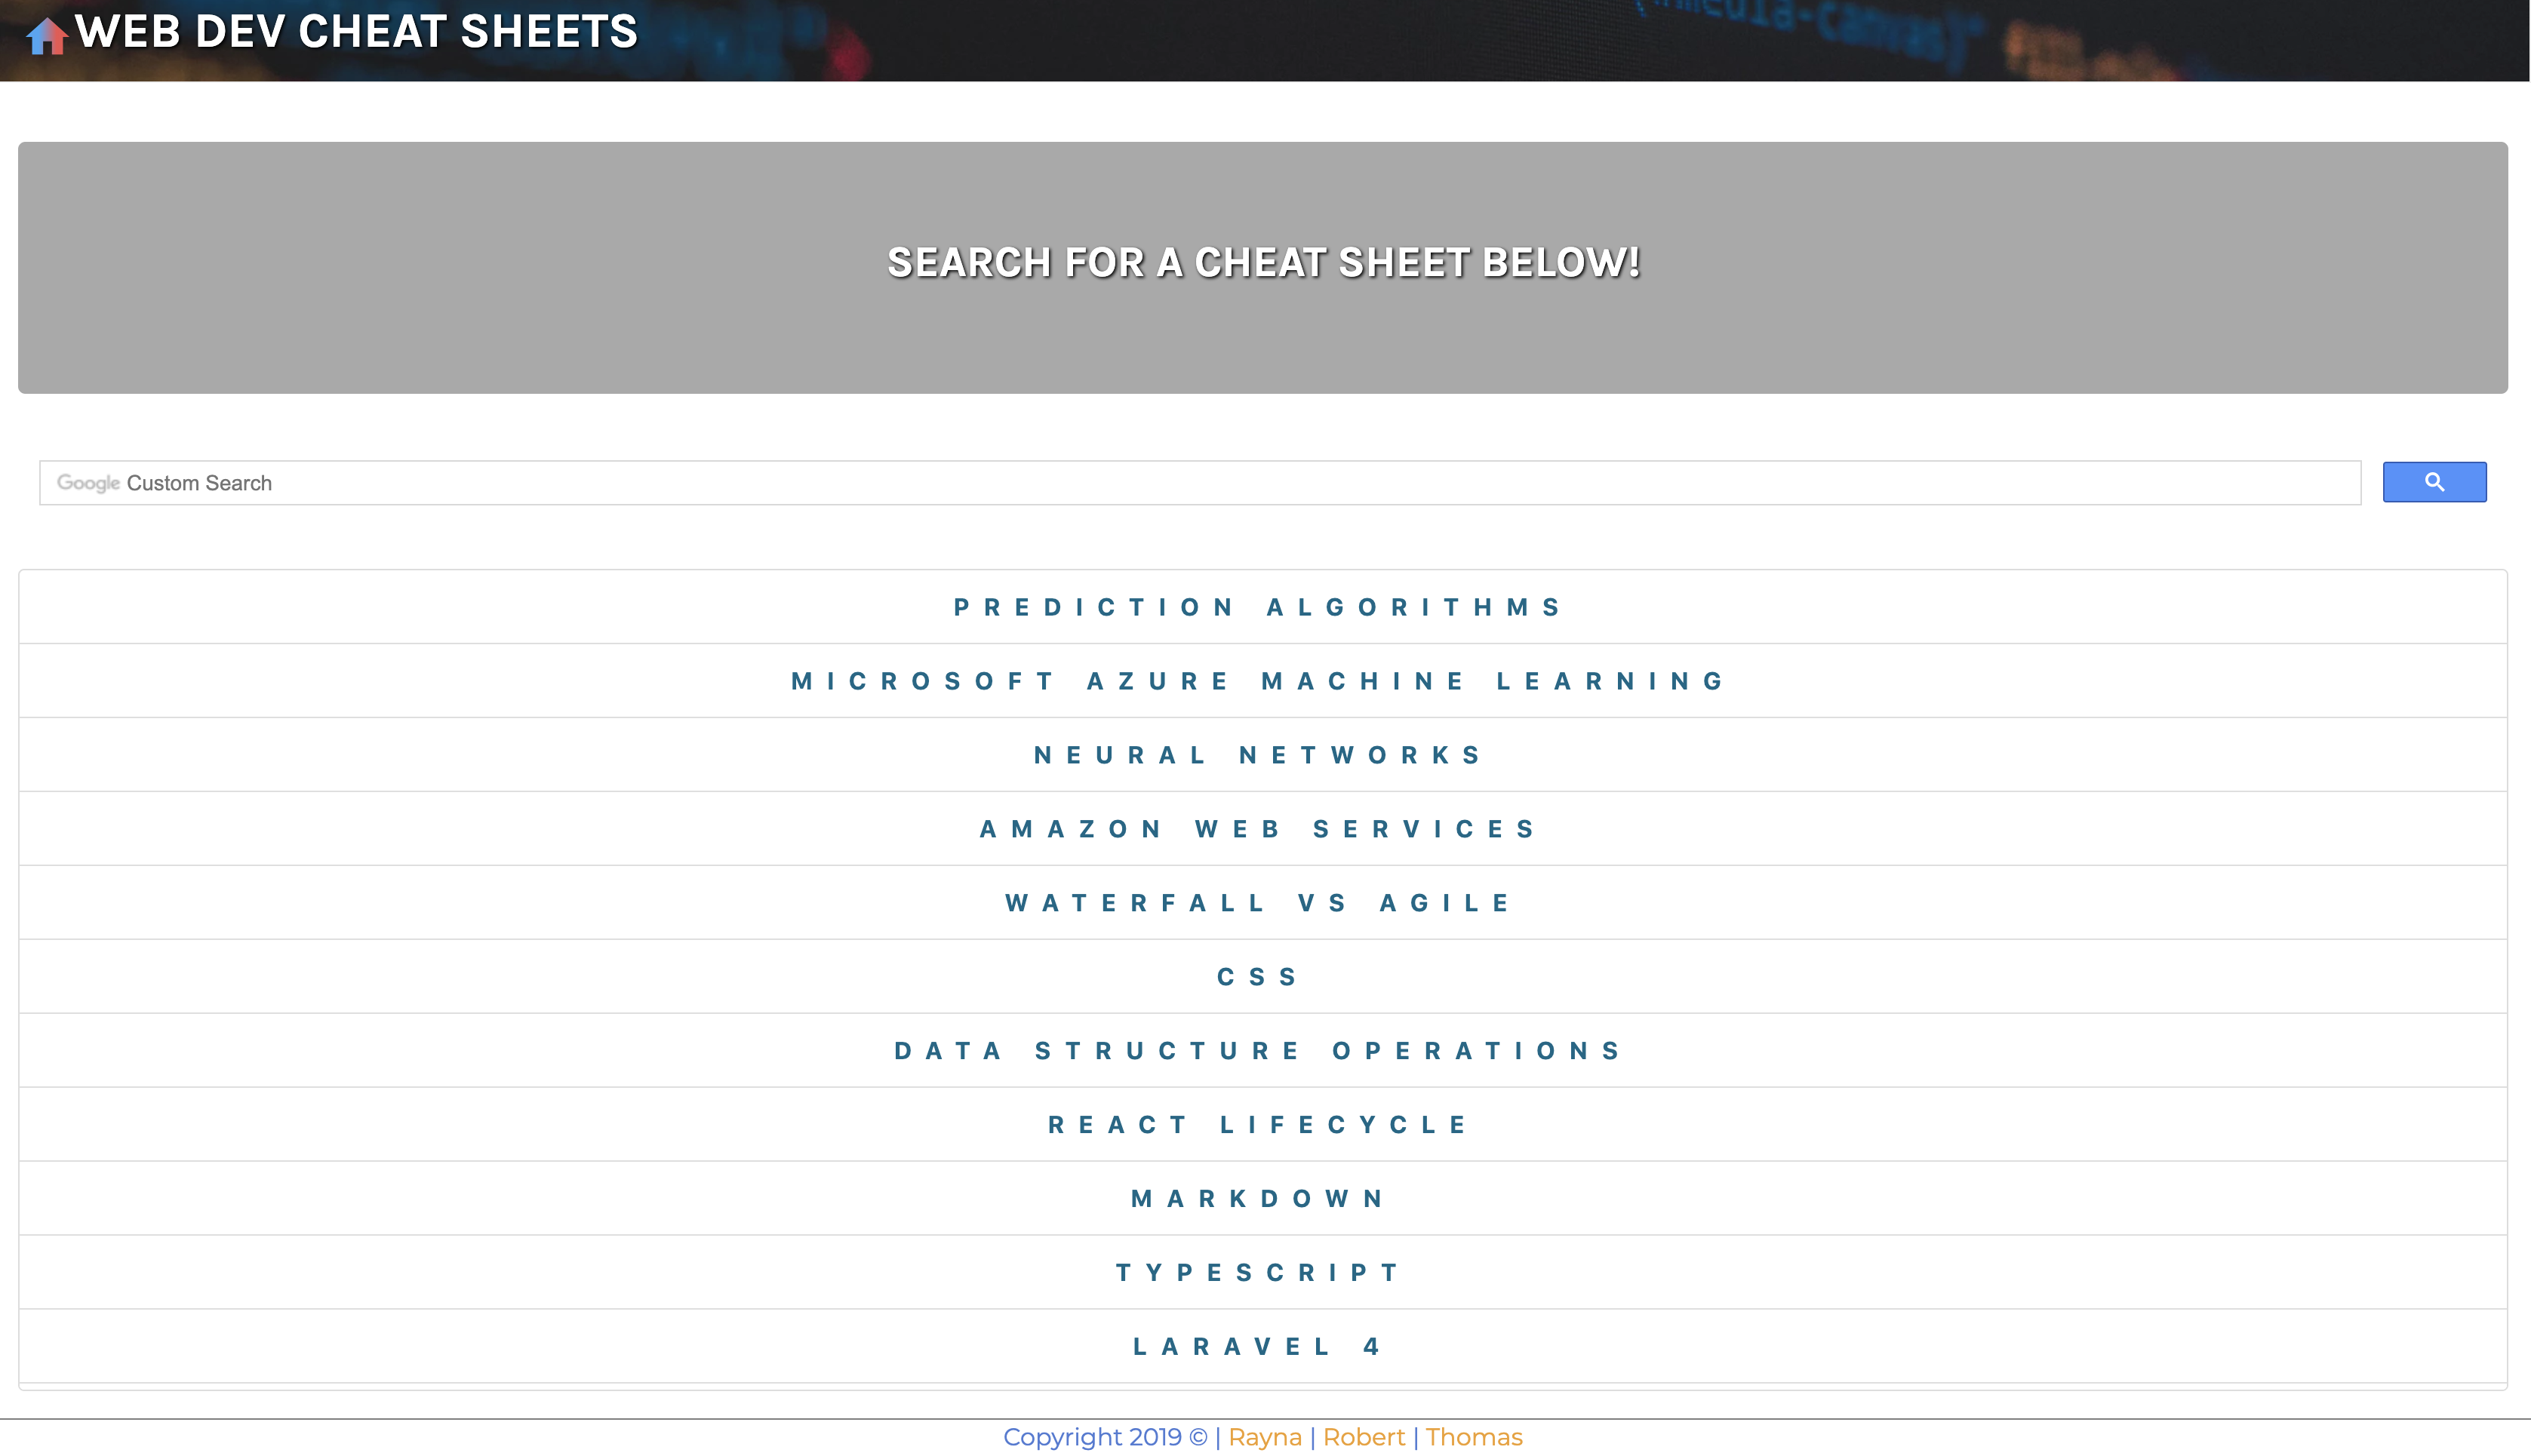 WEB DEV CHEAT SHEETS
media-canvas]"
SEARCH FOR A CHEAT SHEET BELOW!
Google Custom Search
PREDICTION ALGORITHMS
MICROSOFT AZURE MACHINE LEARNING
NEURAL NETWORKS
AMAZON WEB SERVICES
WATERFALL VS AGILE
CSS
DATA STRUCTURE OPERATIONS
REACT LIFECYCLE
MARKDOWN
TYPESCRIPT
LARAVEL 4
Copyright 2019 © | Rayna | Robert | Thomas